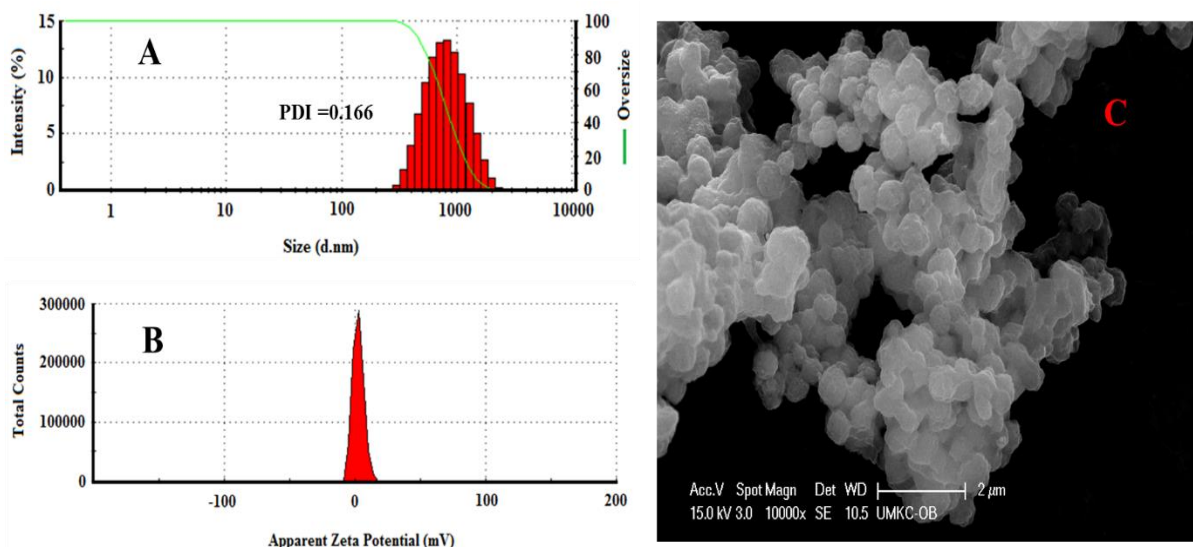 A
Intensity (%)
15
10
5
0
PDI =0.166
100
80
60
40
20
0
Oversize
1
10
100
1000
10000
Size (d.nm)
B
Total Counts
300000
200000
100000
0
-100
0
100
200
Apparent Zeta Potential (mV)
C
Acc.V Spot Magn Det WD 2 µm
15.0 kV 3.0 10000x SE 10.5 UMKC-OB